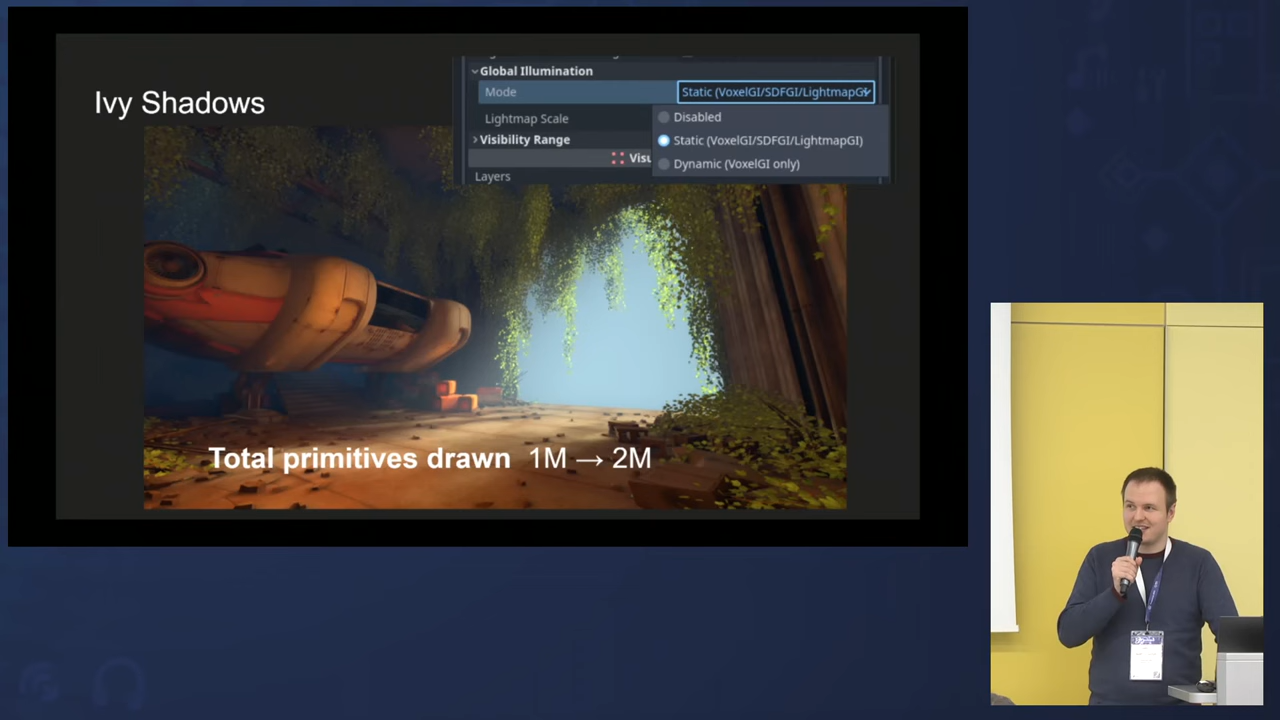 Ivy Shadows
Global Illumination
Mode
Static (VoxelGI/SDFGI/LightmapGI
Lightmap Scale
Disabled
Visibility Range
Static (VoxelGI/SDFGI/LightmapGI)
Visu
Dynamic (VoxelGI only)
Layers
Total primitives drawn 1M → 2M